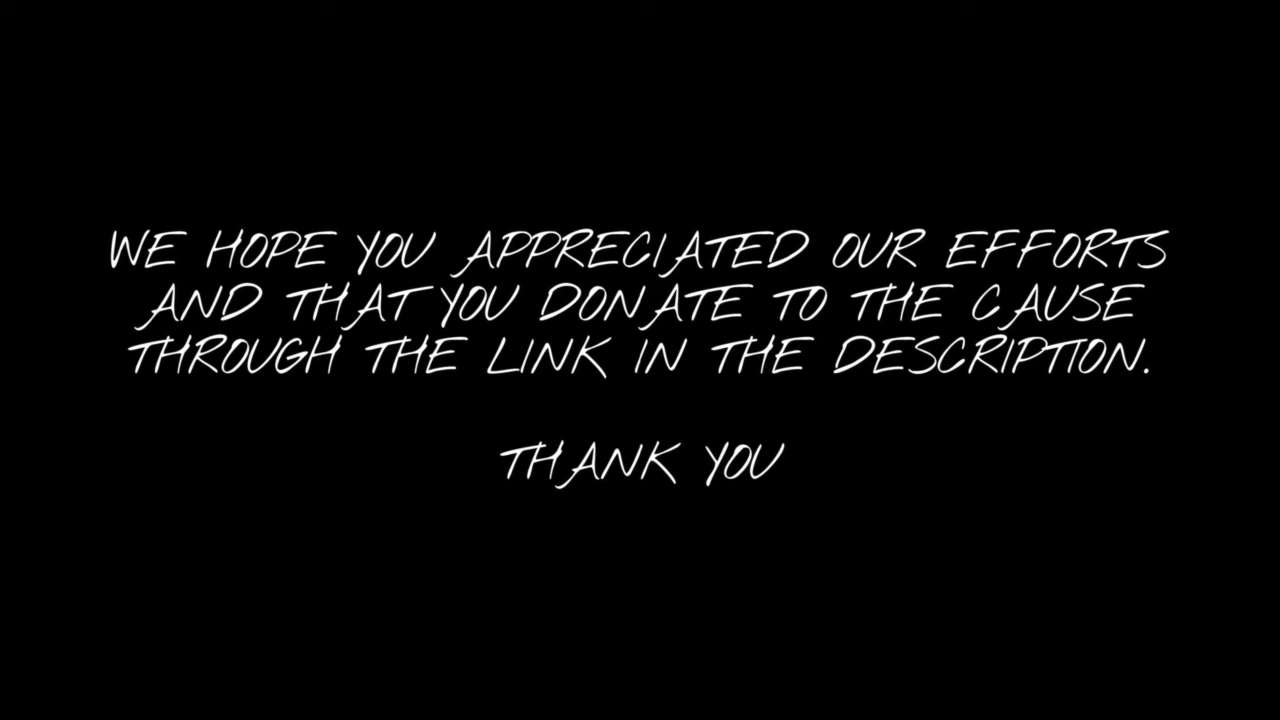 WE HOPE YOU APPRECIATED OUR EFFORTS
AND THAT YOU DONATE TO THE CAUSE
THROUGH THE LINK IN THE DESCRIPTION.
THANK YOU